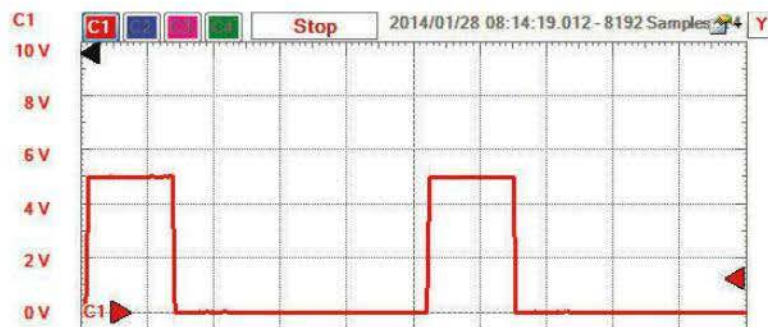 C1
C1 C2 C3 C4 Stop 2014/01/28 08:14:19.012 - 8192 Samples Y
10 V
8 V
6 V
4 V
2 V
0 V C1